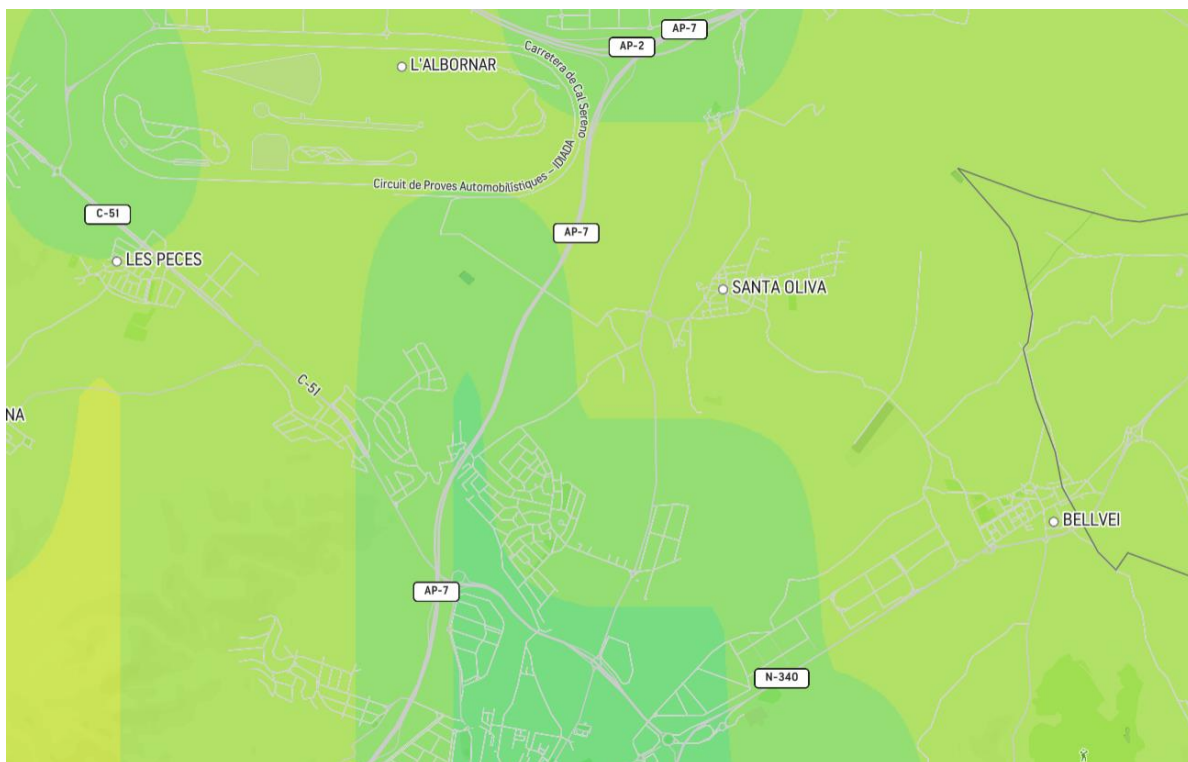 AP-7
AP-2
L'ALBORNAR
Carretera de Cal Sereno
Circuit de Proves Automobilístiques - IDIADA
C-51
AP-7
LES PECES
SANTA OLIVA
C-51
NA
BELLVEI
AP-7
N-340